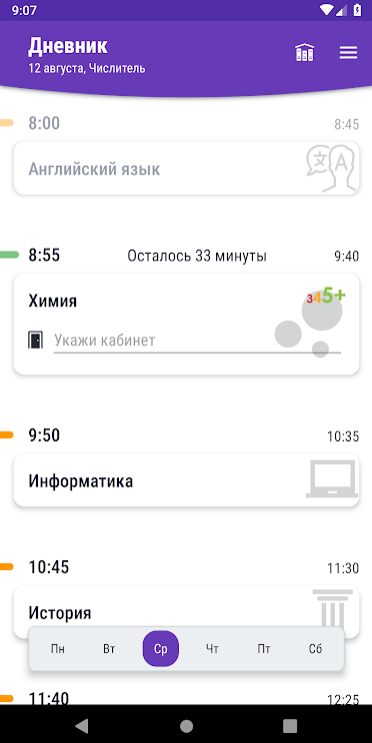 9:07
Дневник
12 августа, Числитель
8:00 8:45
Английский язык
A
8:55 Осталось 33 минуты 9:40
Химия 345+
Укажи кабинет
9:50 10:35
Информатика
10:45 11:30
История
Пн Вт Ср Чт Пт Сб
11:40 12:25